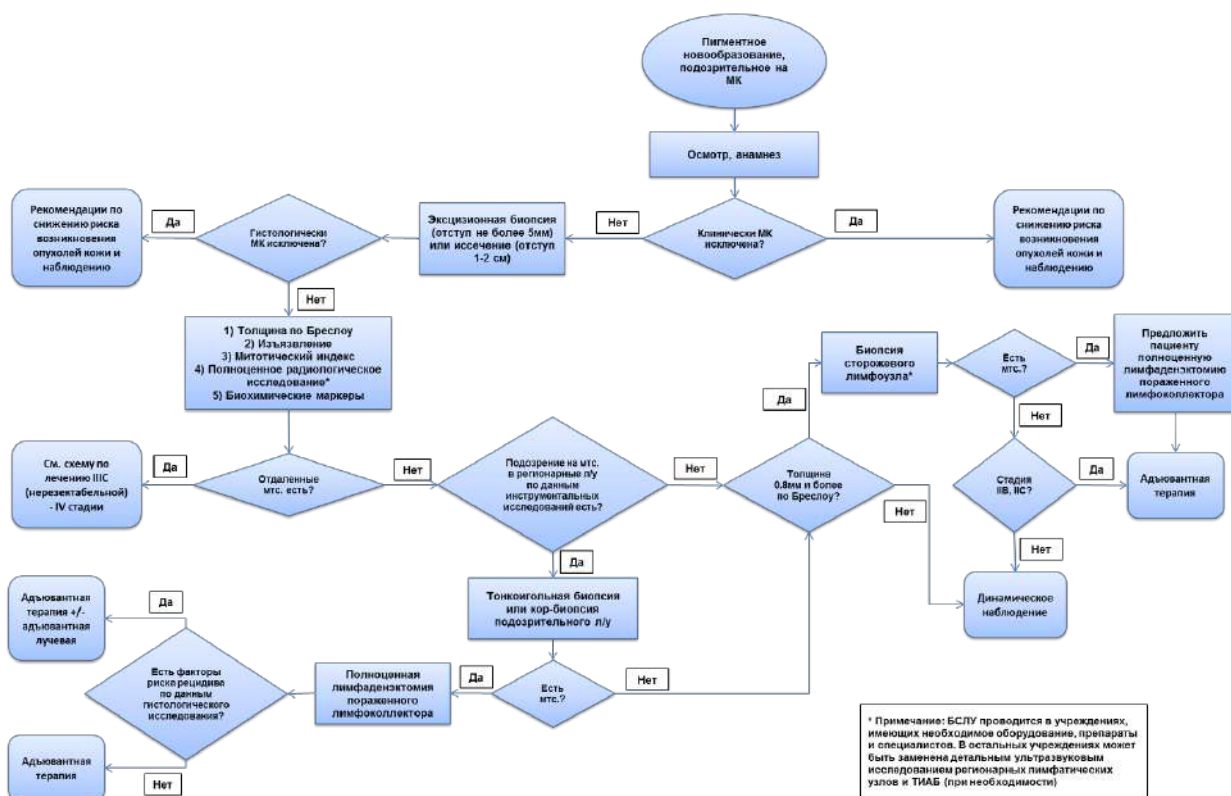 Пигментное
новообразование,
подозрительное на
МК
Осмотр, анамнез
Рекомендации по
снижению риска
возникновения
опухолей кожи и
наблюдению
Да
Гистологически
МК исключена?
Эксцизионная биопсия
(отступ не более 5мм)
или иссечение (отступ
1-2 см)
Нет
Клинически МК
исключена?
Да
Рекомендации по
снижению риска
возникновения
опухолей кожи и
наблюдению
Нет
1) Толщина по Бреслоу
2) Изъязвление
3) Митотический индекс
4) Полноценное радиологическое
исследование*
5) Биохимические маркеры
Биопсия
сторожевого
лимфоузла*
Есть
мтс.?
Да
Предложить
пациенту
полноценную
лимфаденэктомию
пораженного
лимфоколлектора
Да
Нет
См. схему по
лечению IIIC
(нерезектабельной)
- IV стадии
Да
Отдаленные
мтс. есть?
Нет
Подозрение на мтс.
в регионарные л/у
по данным
инструментальных
исследований есть?
Нет
Толщина
0.8мм и более
по Бреслоу?
Нет
Стадия
IIB, IIC?
Да
Адъювантная
терапия
Нет
Да
Тонкоигольная биопсия
или кор-биопсия
подозрительного л/у
Динамическое
наблюдение
Адъювантная
терапия +/-
адъювантная
лучевая
Да
Есть факторы
риска рецидива
по данным
гистологического
исследования?
Полноценная
лимфаденэктомия
пораженного
лимфоколлектора
Да
Есть
мтс.?
Нет
Адъювантная
терапия
Нет
* Примечание: БСЛУ проводится в учреждениях,
имеющих необходимое оборудование, препараты
и специалистов. В остальных учреждениях может
быть заменена детальным ультразвуковым
исследованием регионарных лимфатических
узлов и ТИАБ (при необходимости)